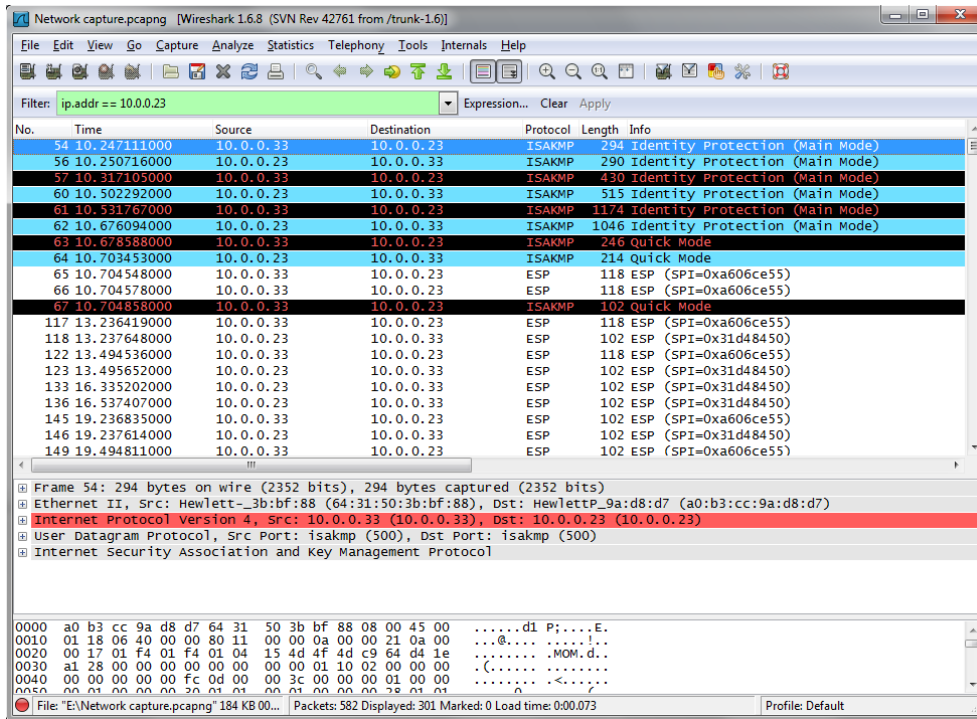 Network capture.pcapng [Wireshark 1.6.8 (SVN Rev 42761 from /trunk-1.6)]
File Edit View Go Capture Analyze Statistics Telephony Tools Internals Help
Filter: ip.addr == 10.0.0.23 Expression... Clear Apply
No. Time Source Destination Protocol Length Info
54 10.247111000 10.0.0.33 10.0.0.23 ISAKMP 294 Identity Protection (Main Mode)
56 10.250716000 10.0.0.23 10.0.0.33 ISAKMP 290 Identity Protection (Main Mode)
57 10.317105000 10.0.0.33 10.0.0.23 ISAKMP 430 Identity Protection (Main Mode)
60 10.502292000 10.0.0.23 10.0.0.33 ISAKMP 515 Identity Protection (Main Mode)
61 10.531767000 10.0.0.33 10.0.0.23 ISAKMP 1174 Identity Protection (Main Mode)
62 10.676094000 10.0.0.23 10.0.0.33 ISAKMP 1046 Identity Protection (Main Mode)
63 10.678588000 10.0.0.33 10.0.0.23 ISAKMP 246 Quick Mode
64 10.703453000 10.0.0.23 10.0.0.33 ISAKMP 214 Quick Mode
65 10.704548000 10.0.0.33 10.0.0.23 ESP 118 ESP (SPI=0xa606ce55)
66 10.704578000 10.0.0.33 10.0.0.23 ESP 118 ESP (SPI=0xa606ce55)
67 10.704858000 10.0.0.33 10.0.0.23 ISAKMP 102 Quick Mode
117 13.236419000 10.0.0.33 10.0.0.23 ESP 118 ESP (SPI=0xa606ce55)
118 13.237648000 10.0.0.23 10.0.0.33 ESP 102 ESP (SPI=0x31d48450)
122 13.494536000 10.0.0.33 10.0.0.23 ESP 118 ESP (SPI=0xa606ce55)
123 13.495652000 10.0.0.23 10.0.0.33 ESP 102 ESP (SPI=0x31d48450)
133 16.335202000 10.0.0.23 10.0.0.33 ESP 102 ESP (SPI=0x31d48450)
136 16.537407000 10.0.0.23 10.0.0.33 ESP 102 ESP (SPI=0x31d48450)
145 19.236835000 10.0.0.33 10.0.0.23 ESP 102 ESP (SPI=0xa606ce55)
146 19.237614000 10.0.0.23 10.0.0.33 ESP 102 ESP (SPI=0x31d48450)
149 19.494811000 10.0.0.33 10.0.0.23 ESP 102 ESP (SPI=0xa606ce55)
Frame 54: 294 bytes on wire (2352 bits), 294 bytes captured (2352 bits)
Ethernet II, Src: Hewlett-_3b:bf:88 (64:31:50:3b:bf:88), Dst: HewlettP_9a:d8:d7 (a0:b3:cc:9a:d8:d7)
Internet Protocol Version 4, Src: 10.0.0.33 (10.0.0.33), Dst: 10.0.0.23 (10.0.0.23)
User Datagram Protocol, Src Port: isakmp (500), Dst Port: isakmp (500)
Internet Security Association and Key Management Protocol
0000 a0 b3 cc 9a d8 d7 64 31 50 3b bf 88 08 00 45 00 ......d1 P;....E.
0010 01 18 06 40 00 00 80 11 00 00 0a 00 00 21 0a 00 ...@.... .....!..
0020 00 17 01 f4 01 f4 01 04 15 4d 4f 4d c9 64 d4 1e ........ .MOM.d..
0030 a1 28 00 00 00 00 00 00 00 00 01 10 02 00 00 00 .(...... ........
0040 00 00 00 00 fc 0d 00 00 00 3c 00 00 00 01 00 00 ........ .<......
0050 00 01 00 00 00 30 01 01 00 01 00 00 00 28 01 01 .....0.. .....(..
File: "E:\Network capture.pcapng" 184 KB 00... Packets: 582 Displayed: 301 Marked: 0 Load time: 0:00.073 Profile: Default